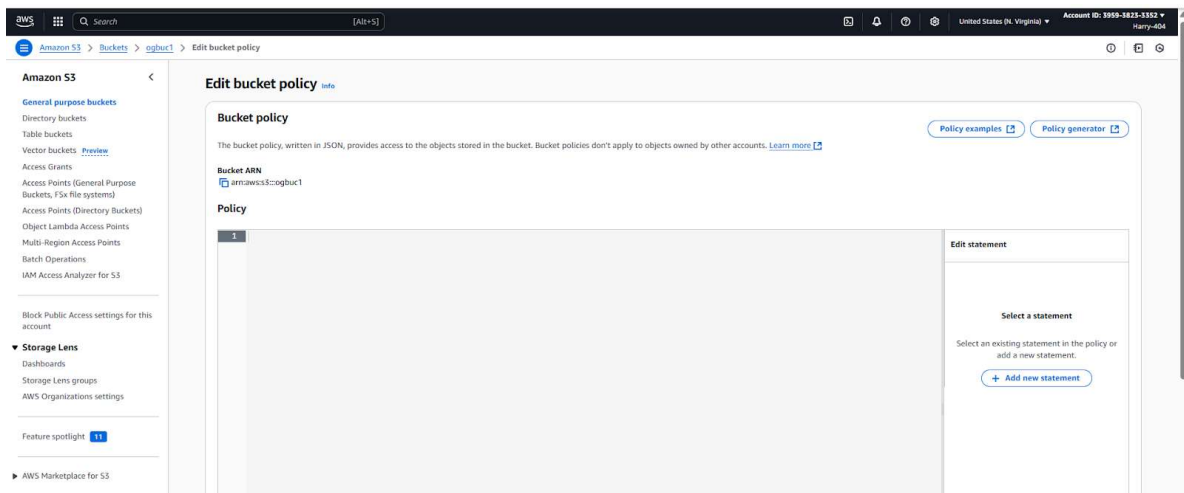 aws
Search
[Alt+S]
United States (N. Virginia)
Account ID: 3959-3823-3352
Harry-404
Amazon S3 > Buckets > ogbuc1 > Edit bucket policy
Amazon S3
General purpose buckets
Directory buckets
Table buckets
Vector buckets Preview
Access Grants
Access Points (General Purpose
Buckets, FSx file systems)
Access Points (Directory Buckets)
Object Lambda Access Points
Multi-Region Access Points
Batch Operations
IAM Access Analyzer for S3
Block Public Access settings for this
account
Storage Lens
Dashboards
Storage Lens groups
AWS Organizations settings
Feature spotlight 11
AWS Marketplace for S3
Edit bucket policy Info
Bucket policy
Policy examples
Policy generator
The bucket policy, written in JSON, provides access to the objects stored in the bucket. Bucket policies don't apply to objects owned by other accounts. Learn more
Bucket ARN
arn:aws:s3:::ogbuc1
Policy
1
Edit statement
Select a statement
Select an existing statement in the policy or
add a new statement.
+ Add new statement